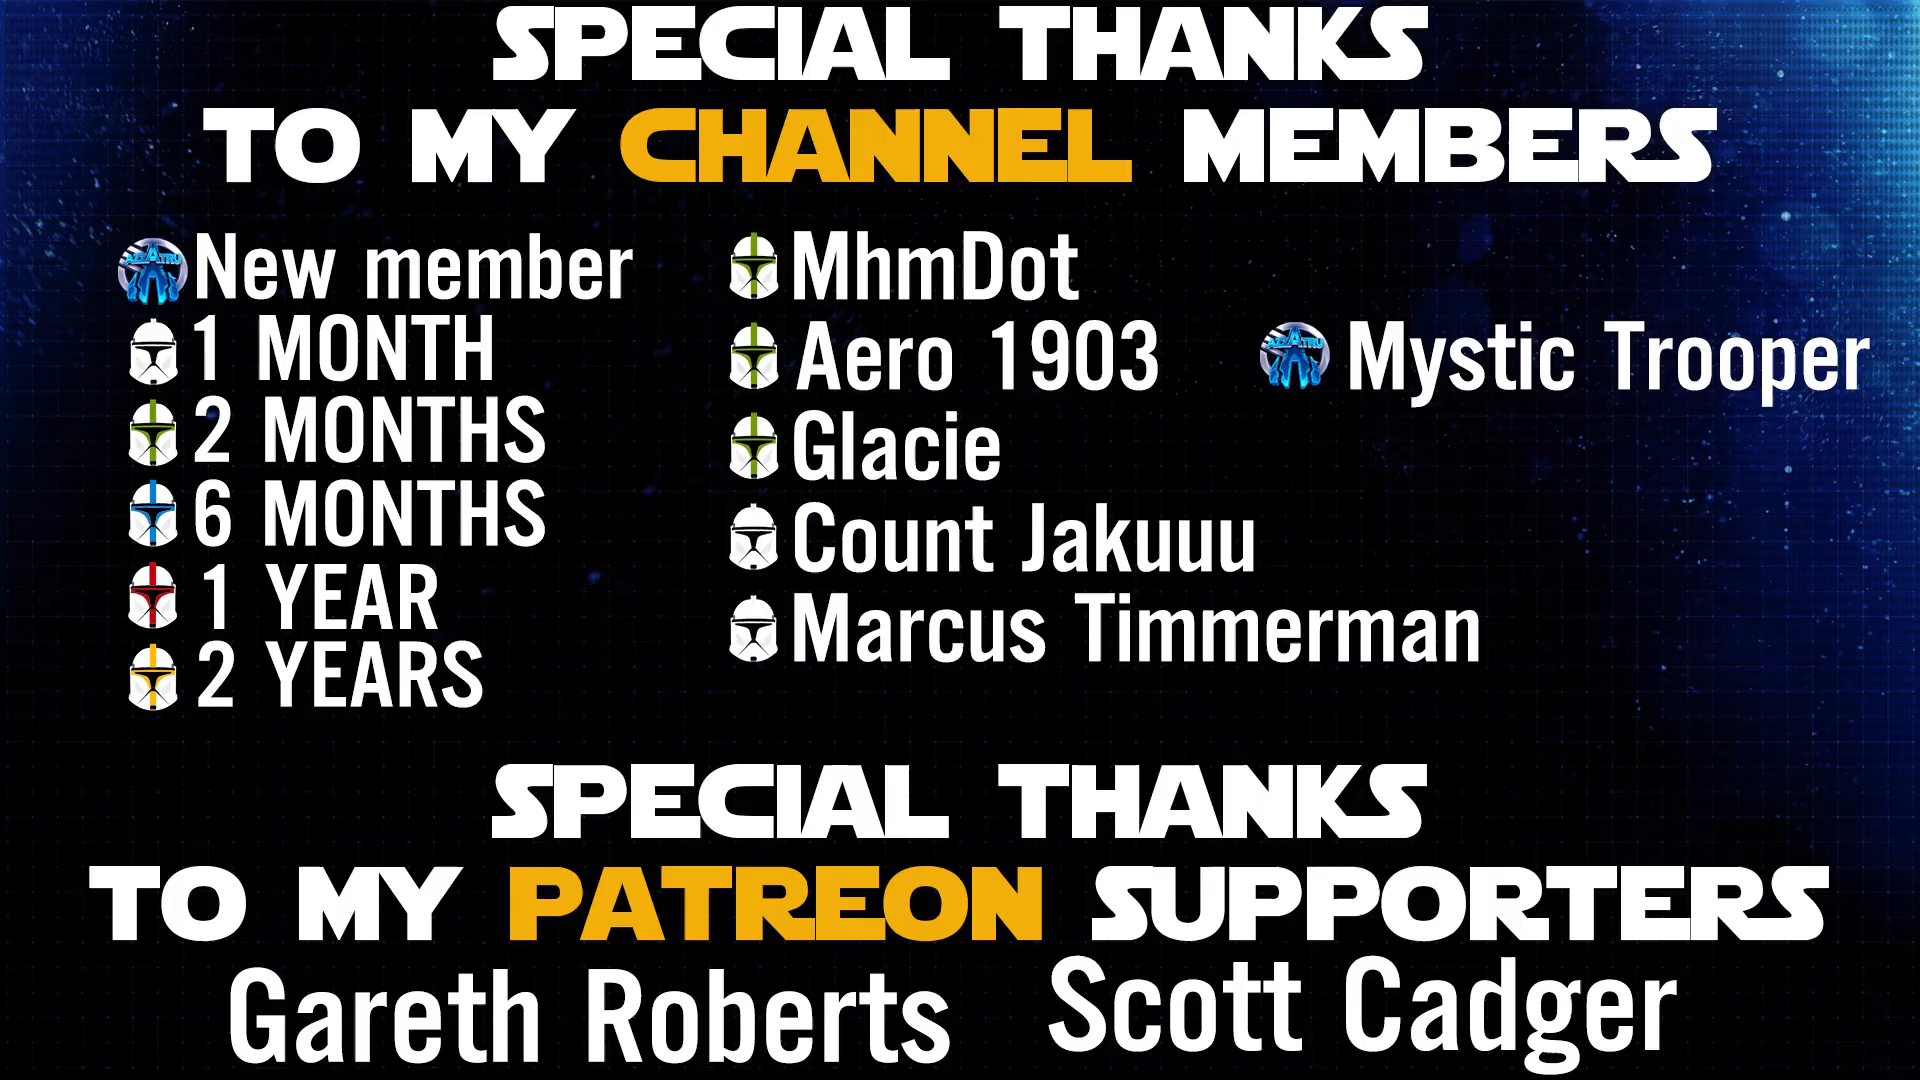 SPECIAL THANKS
TO MY CHANNEL MEMBERS
New member
1 MONTH
2 MONTHS
6 MONTHS
1 YEAR
2 YEARS
MhmDot
Aero 1903
Glacie
Count Jakuuu
Marcus Timmerman
AZZATRU Mystic Trooper
SPECIAL THANKS
TO MY PATREON SUPPORTERS
Gareth Roberts Scott Cadger